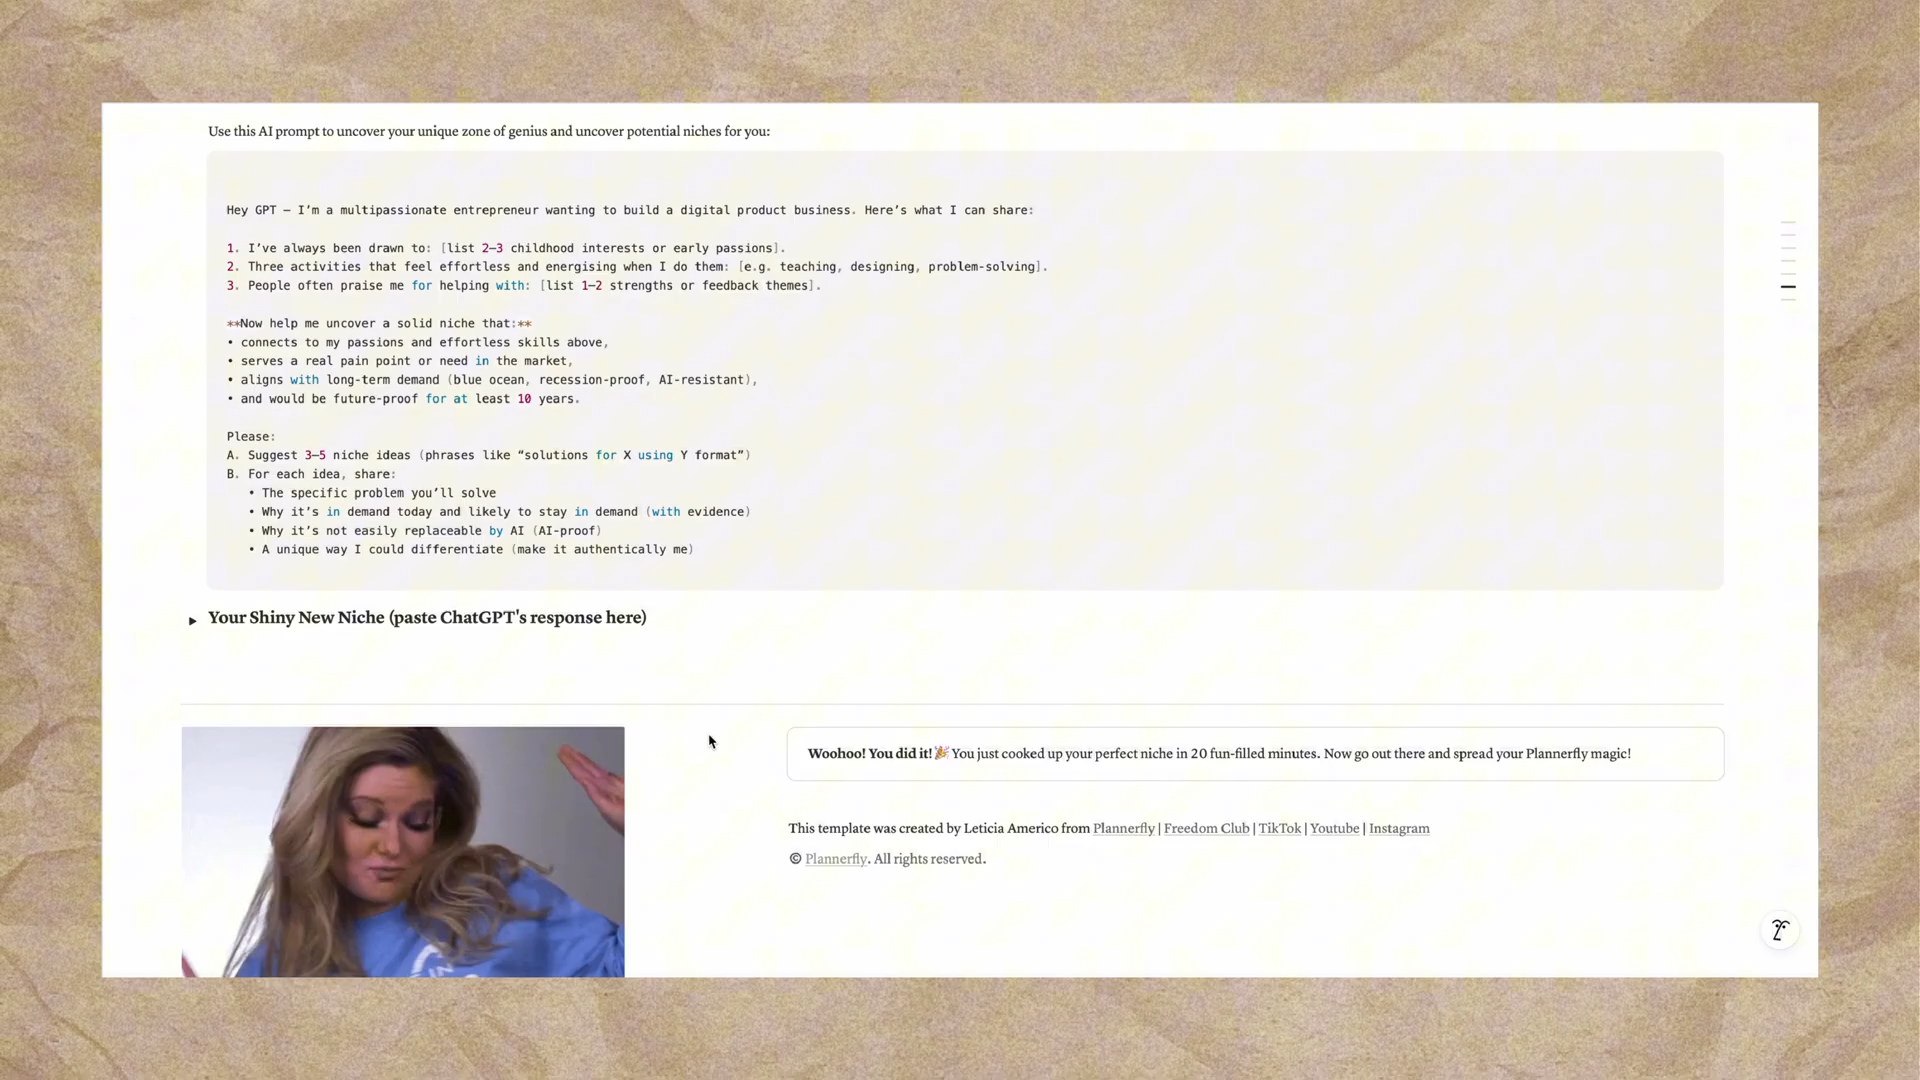 Use this AI prompt to uncover your unique zone of genius and uncover potential niches for you:
Hey GPT — I’m a multipassionate entrepreneur wanting to build a digital product business. Here’s what I can share:
1. I’ve always been drawn to: [list 2–3 childhood interests or early passions].
2. Three activities that feel effortless and energising when I do them: [e.g. teaching, designing, problem-solving].
3. People often praise me for helping with: [list 1–2 strengths or feedback themes].
**Now help me uncover a solid niche that:**
• connects to my passions and effortless skills above,
• serves a real pain point or need in the market,
• aligns with long-term demand (blue ocean, recession-proof, AI-resistant),
• and would be future-proof for at least 10 years.
Please:
A. Suggest 3–5 niche ideas (phrases like “solutions for X using Y format”)
B. For each idea, share:
• The specific problem you’ll solve
• Why it’s in demand today and likely to stay in demand (with evidence)
• Why it’s not easily replaceable by AI (AI-proof)
• A unique way I could differentiate (make it authentically me)
Your Shiny New Niche (paste ChatGPT's response here)
Woohoo! You did it!🎉 You just cooked up your perfect niche in 20 fun-filled minutes. Now go out there and spread your Plannerfly magic!
This template was created by Leticia Americo from Plannerfly | Freedom Club | TikTok | Youtube | Instagram
© Plannerfly. All rights reserved.